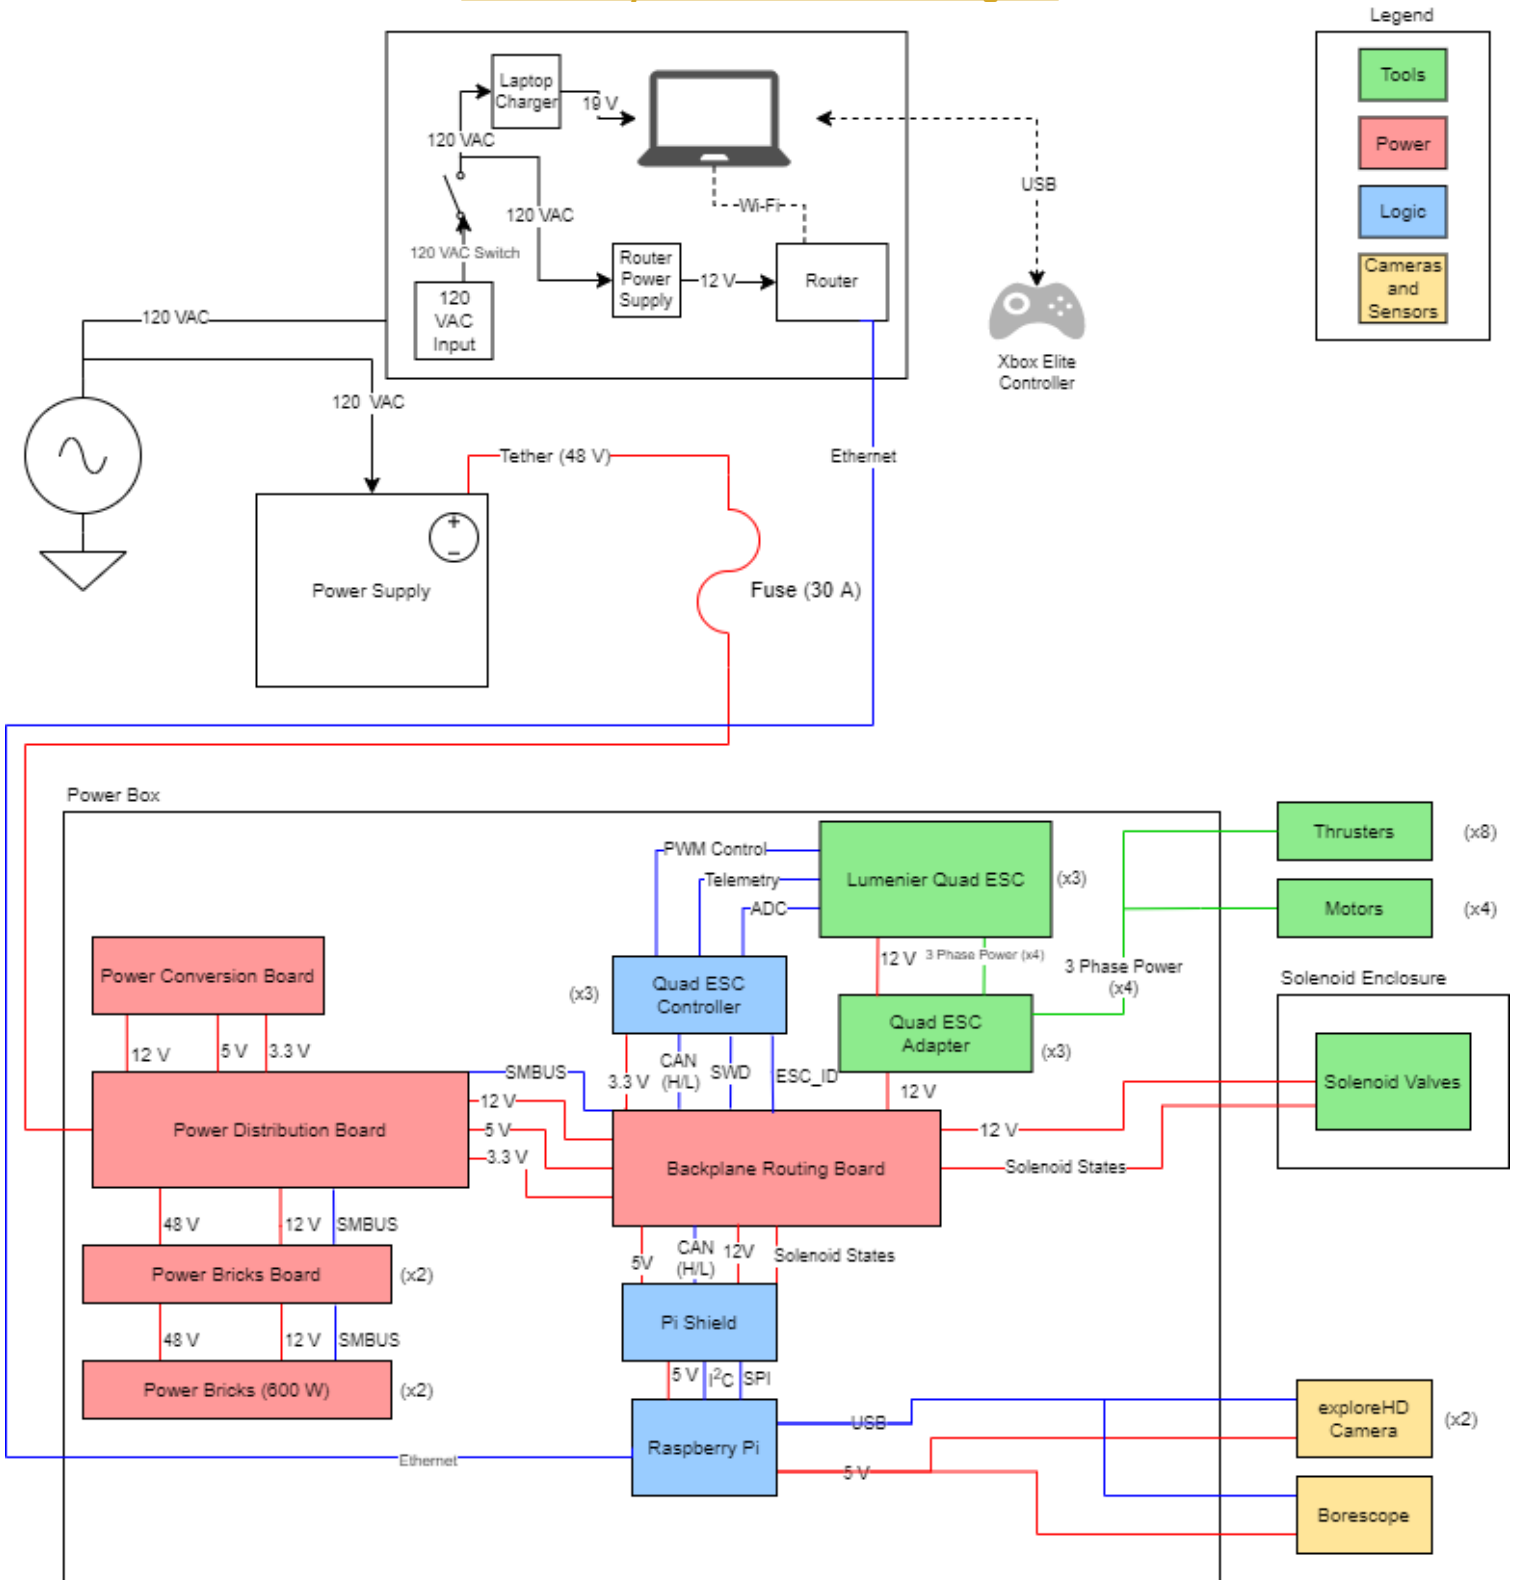 Legend
Tools
Power
Logic
Cameras
and
Sensors
Laptop
Charger
19 V
120 VAC
120 VAC
120 VAC Switch
120
VAC
Input
Router
Power
Supply
12 V
Router
Wi-Fi
USB
Xbox Elite
Controller
120 VAC
120 VAC
Tether (48 V)
Ethernet
Power Supply
Fuse (30 A)
Power Box
PWM Control
Telemetry
ADC
Lumenier Quad ESC
(x3)
Thrusters
(x8)
Motors
(x4)
12 V
3 Phase Power (x4)
3 Phase Power
(x4)
Power Conversion Board
(x3)
Quad ESC
Controller
Quad ESC
Adapter
(x3)
Solenoid Enclosure
Solenoid Valves
12 V
5 V
3.3 V
SMBUS
3.3 V
CAN
(H/L)
SWD
ESC_ID
12 V
Power Distribution Board
12 V
5 V
3.3 V
Backplane Routing Board
12 V
Solenoid States
48 V
12 V
SMBUS
5V
CAN
(H/L)
12V
Solenoid States
Power Bricks Board
(x2)
Pi Shield
48 V
12 V
SMBUS
5 V
I²C
SPI
Power Bricks (600 W)
(x2)
Raspberry Pi
USB
5 V
Ethernet
exploreHD
Camera
(x2)
Borescope